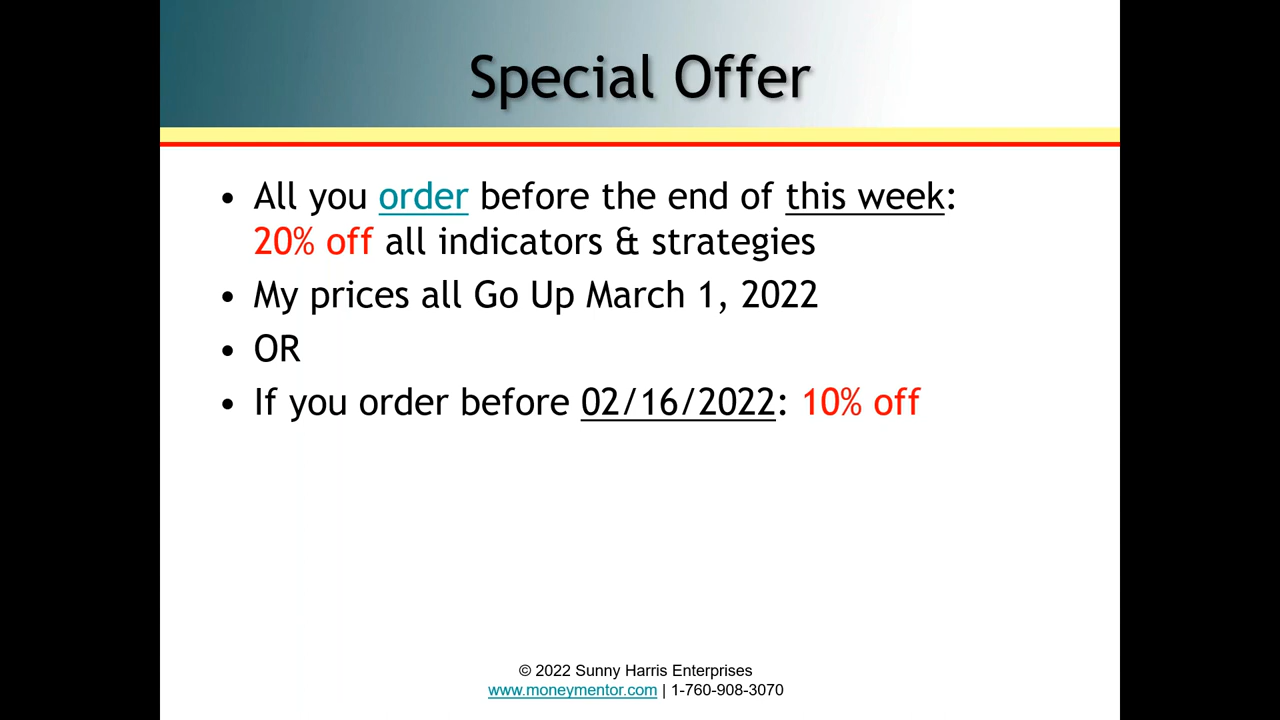 Special Offer
• All you order before the end of this week:
20% off all indicators & strategies
• My prices all Go Up March 1, 2022
• OR
• If you order before 02/16/2022: 10% off
© 2022 Sunny Harris Enterprises
www.moneymentor.com | 1-760-908-3070